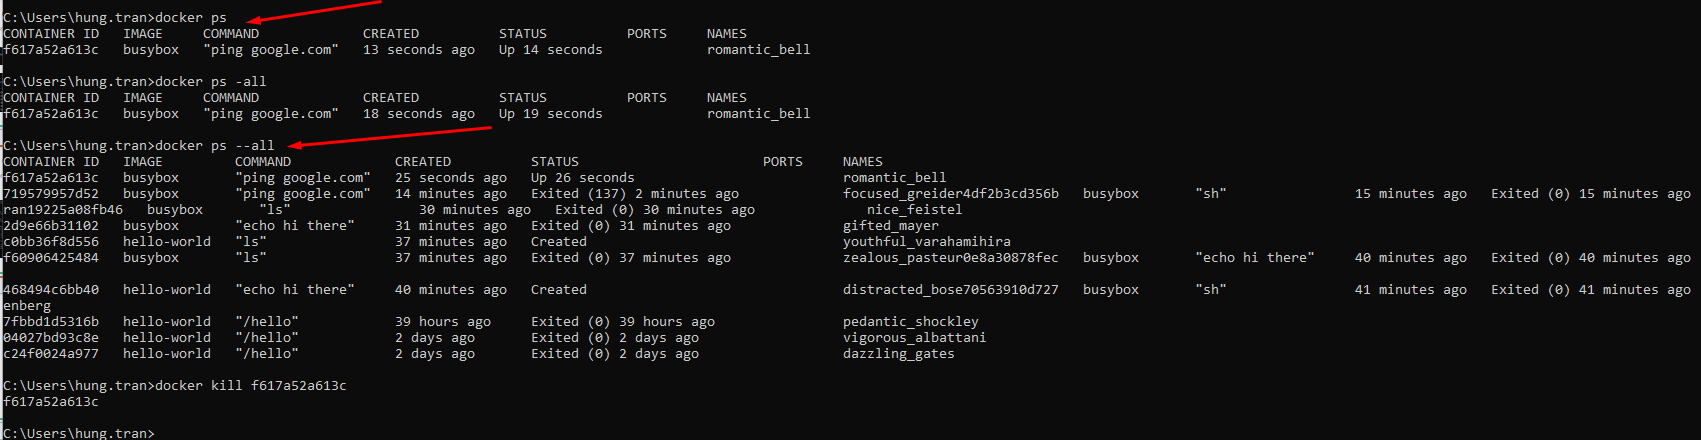 C:\Users\hung.tran>docker ps
CONTAINER ID   IMAGE     COMMAND             CREATED          STATUS          PORTS     NAMES
f617a52a613c   busybox   "ping google.com"   13 seconds ago   Up 14 seconds             romantic_bell
C:\Users\hung.tran>docker ps -all
CONTAINER ID   IMAGE     COMMAND             CREATED          STATUS          PORTS     NAMES
f617a52a613c   busybox   "ping google.com"   18 seconds ago   Up 19 seconds             romantic_bell
C:\Users\hung.tran>docker ps --all
CONTAINER ID   IMAGE         COMMAND             CREATED          STATUS                       PORTS     NAMES
f617a52a613c   busybox       "ping google.com"   25 seconds ago   Up 26 seconds                          romantic_bell
719579957d52   busybox       "ping google.com"   14 minutes ago   Exited (137) 2 minutes ago             focused_greider4df2b3cd356b   busybox       "sh"                15 minutes ago   Exited (0) 15 minutes ago
ran19225a08fb46   busybox       "ls"                30 minutes ago   Exited (0) 30 minutes ago              nice_feistel
2d9e66b31102   busybox       "echo hi there"     31 minutes ago   Exited (0) 31 minutes ago              gifted_mayer
c0bb36f8d556   hello-world   "ls"                37 minutes ago   Created                                youthful_varahamihira
f60906425484   busybox       "ls"                37 minutes ago   Exited (0) 37 minutes ago              zealous_pasteur0e8a30878fec   busybox       "echo hi there"     40 minutes ago   Exited (0) 40 minutes ago
468494c6bb40   hello-world   "echo hi there"     40 minutes ago   Created                                distracted_bose70563910d727   busybox       "sh"                41 minutes ago   Exited (0) 41 minutes ago
enberg
7fbbd1d5316b   hello-world   "/hello"            39 hours ago     Exited (0) 39 hours ago                pedantic_shockley
04027bd93c8e   hello-world   "/hello"            2 days ago       Exited (0) 2 days ago                  vigorous_albattani
c24f0024a977   hello-world   "/hello"            2 days ago       Exited (0) 2 days ago                  dazzling_gates
C:\Users\hung.tran>docker kill f617a52a613c
f617a52a613c
C:\Users\hung.tran>